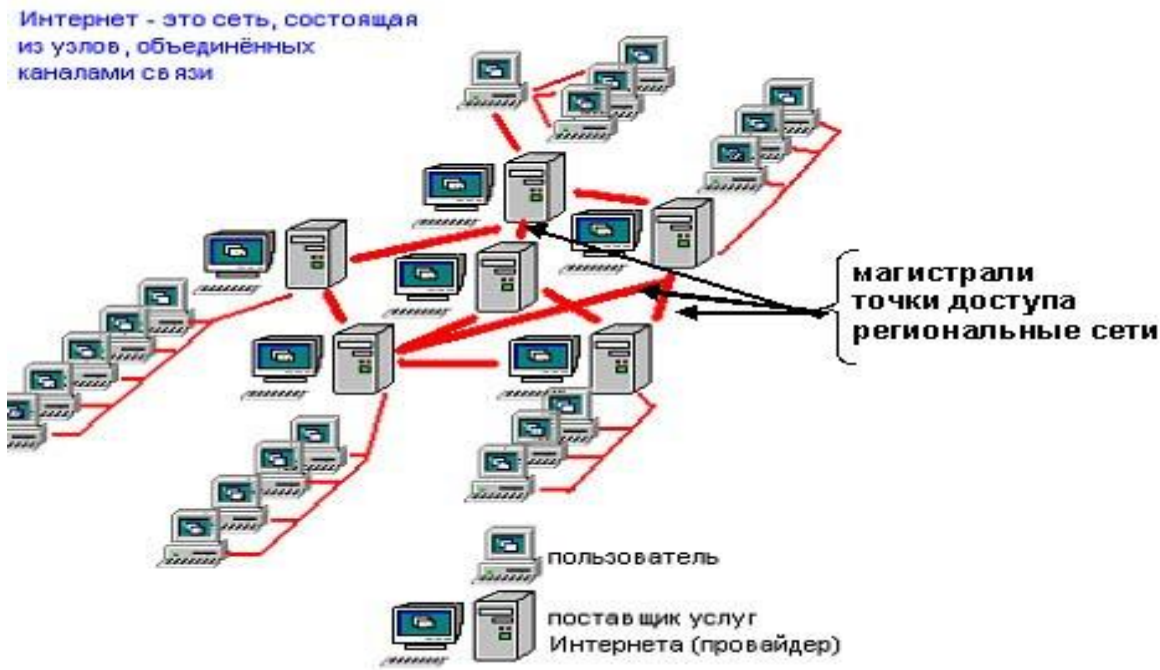 Интернет - это сеть, состоящая
из узлов, объединённых
каналами связи
магистрали
точки доступа
региональные сети
пользователь
поставщик услуг
Интернета (провайдер)